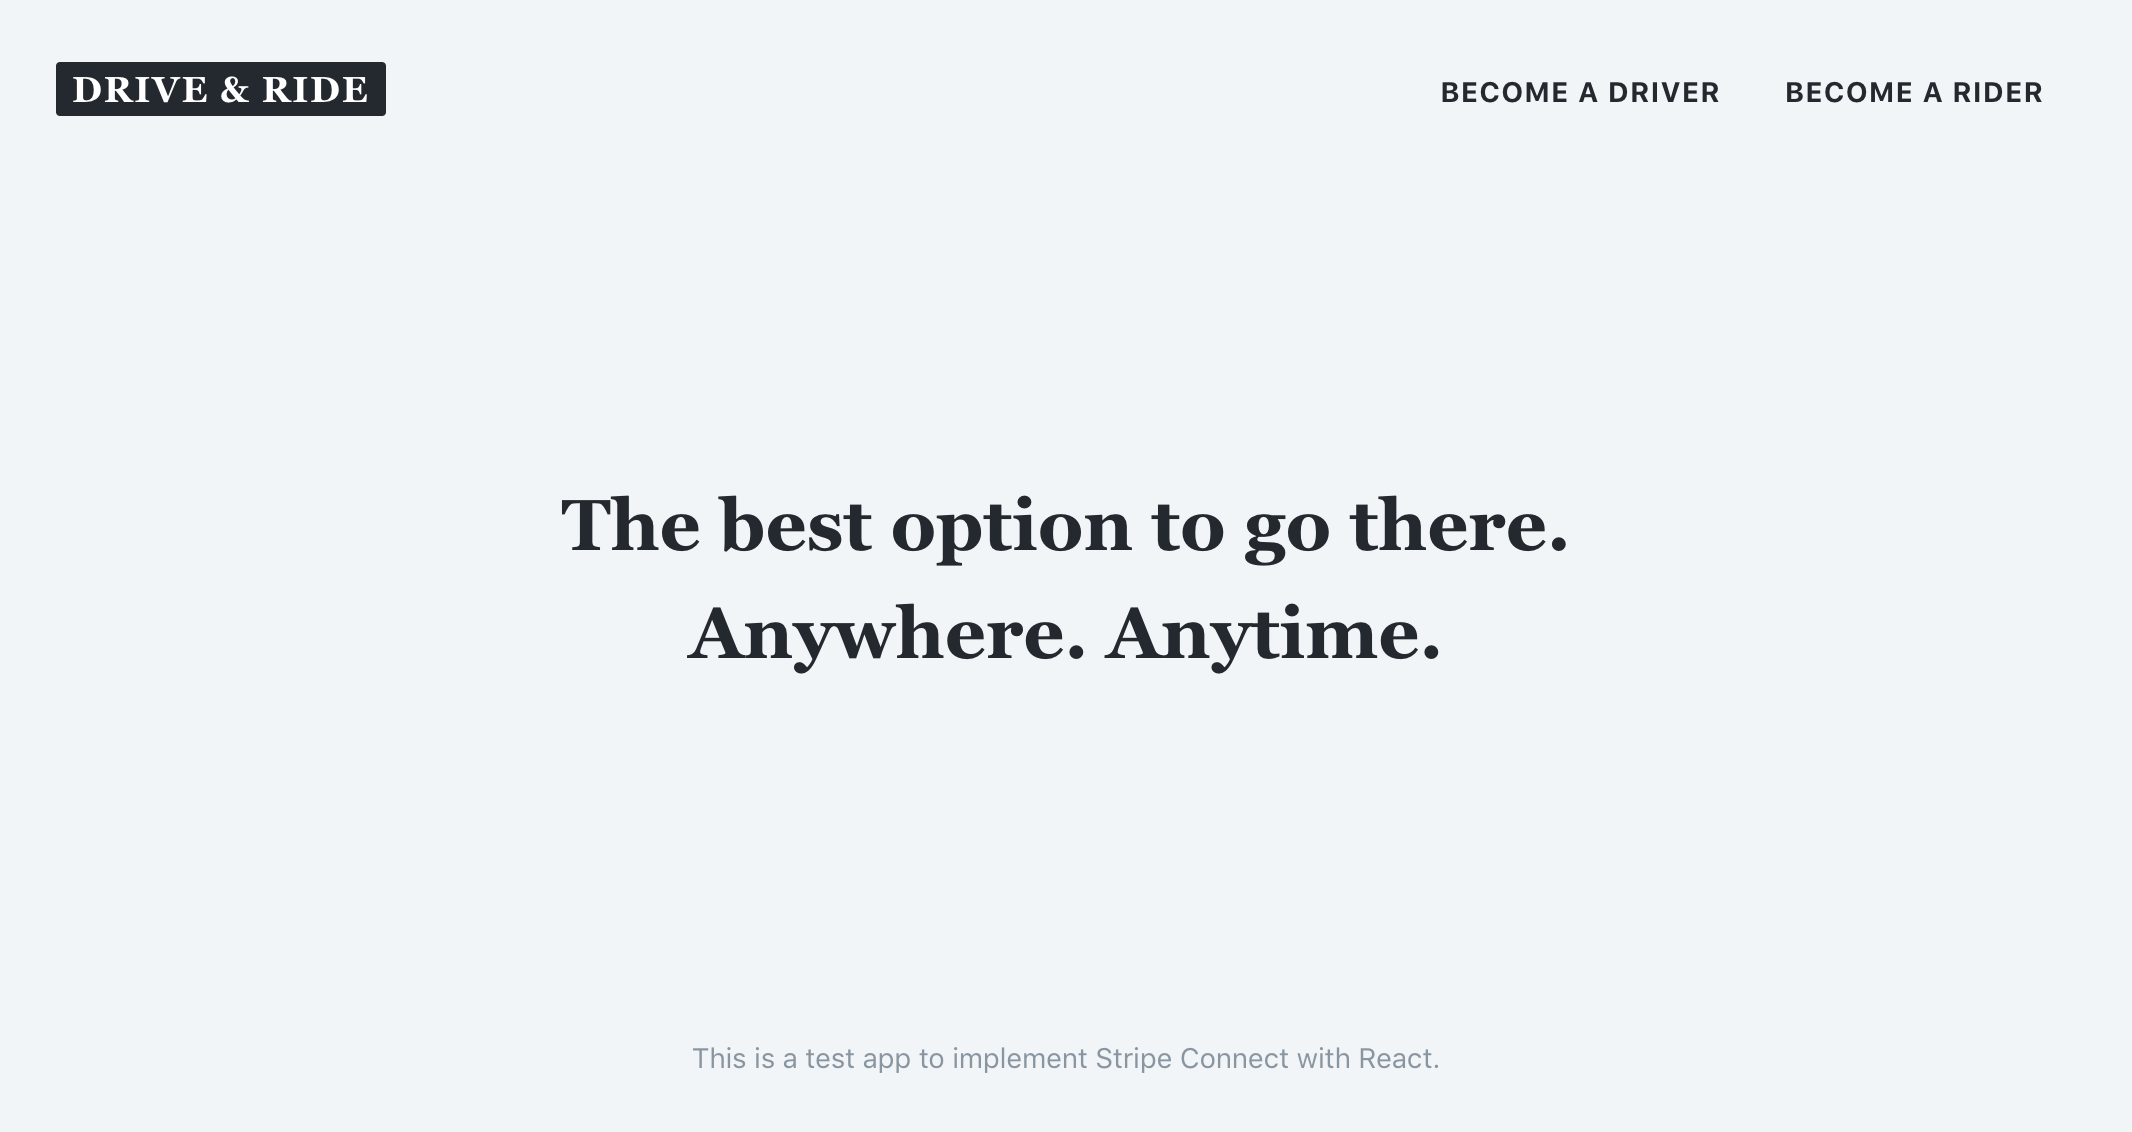 DRIVE & RIDE
BECOME A DRIVER
BECOME A RIDER
The best option to go there.
Anywhere. Anytime.
This is a test app to implement Stripe Connect with React.